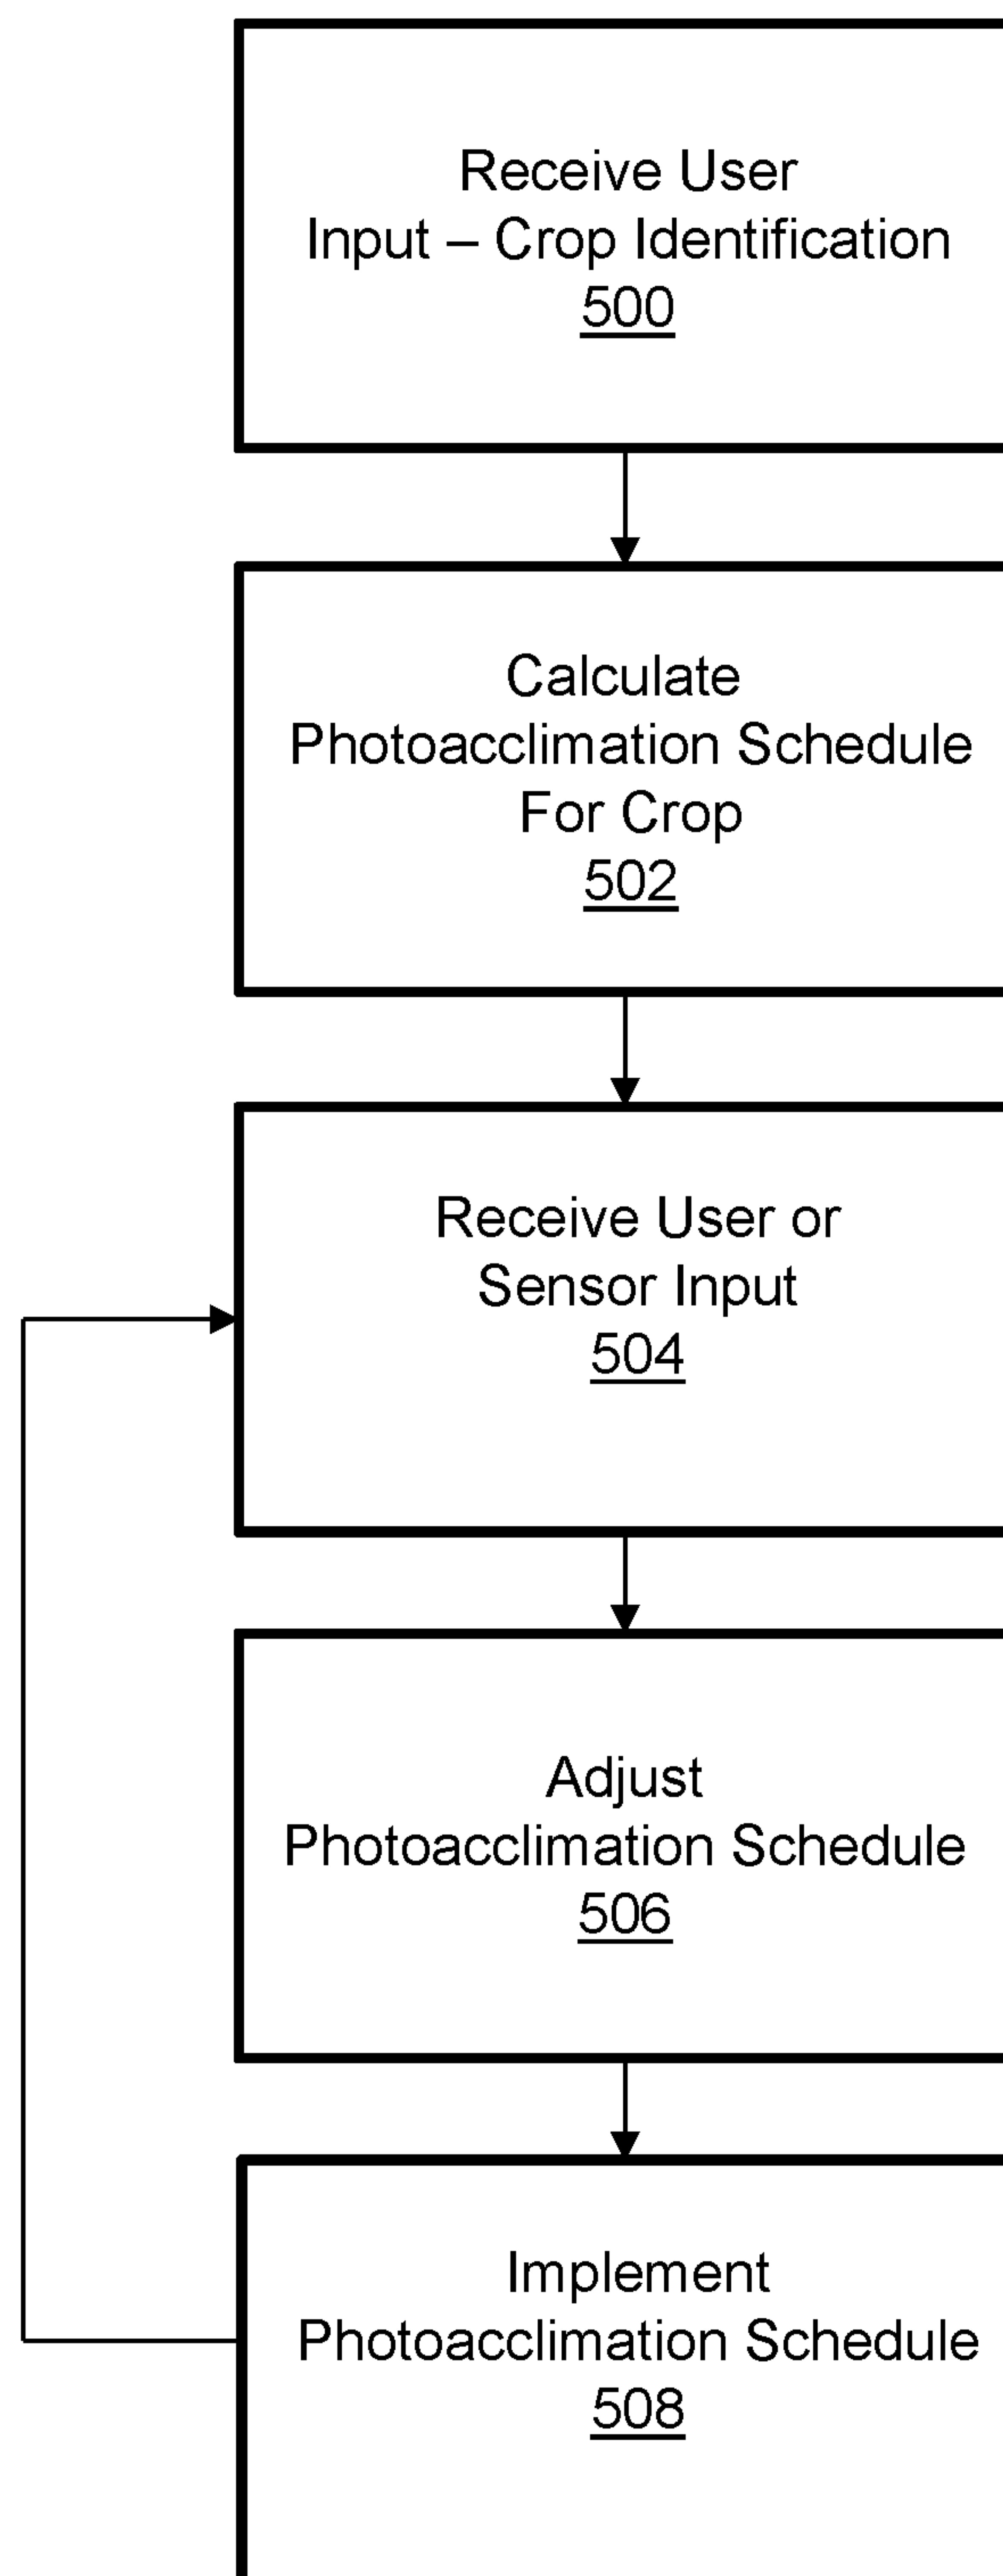 Receive User
Input – Crop Identification
500
Calculate
Photoacclimation Schedule
For Crop
502
Receive User or
Sensor Input
504
Adjust
Photoacclimation Schedule
506
Implement
Photoacclimation Schedule
508